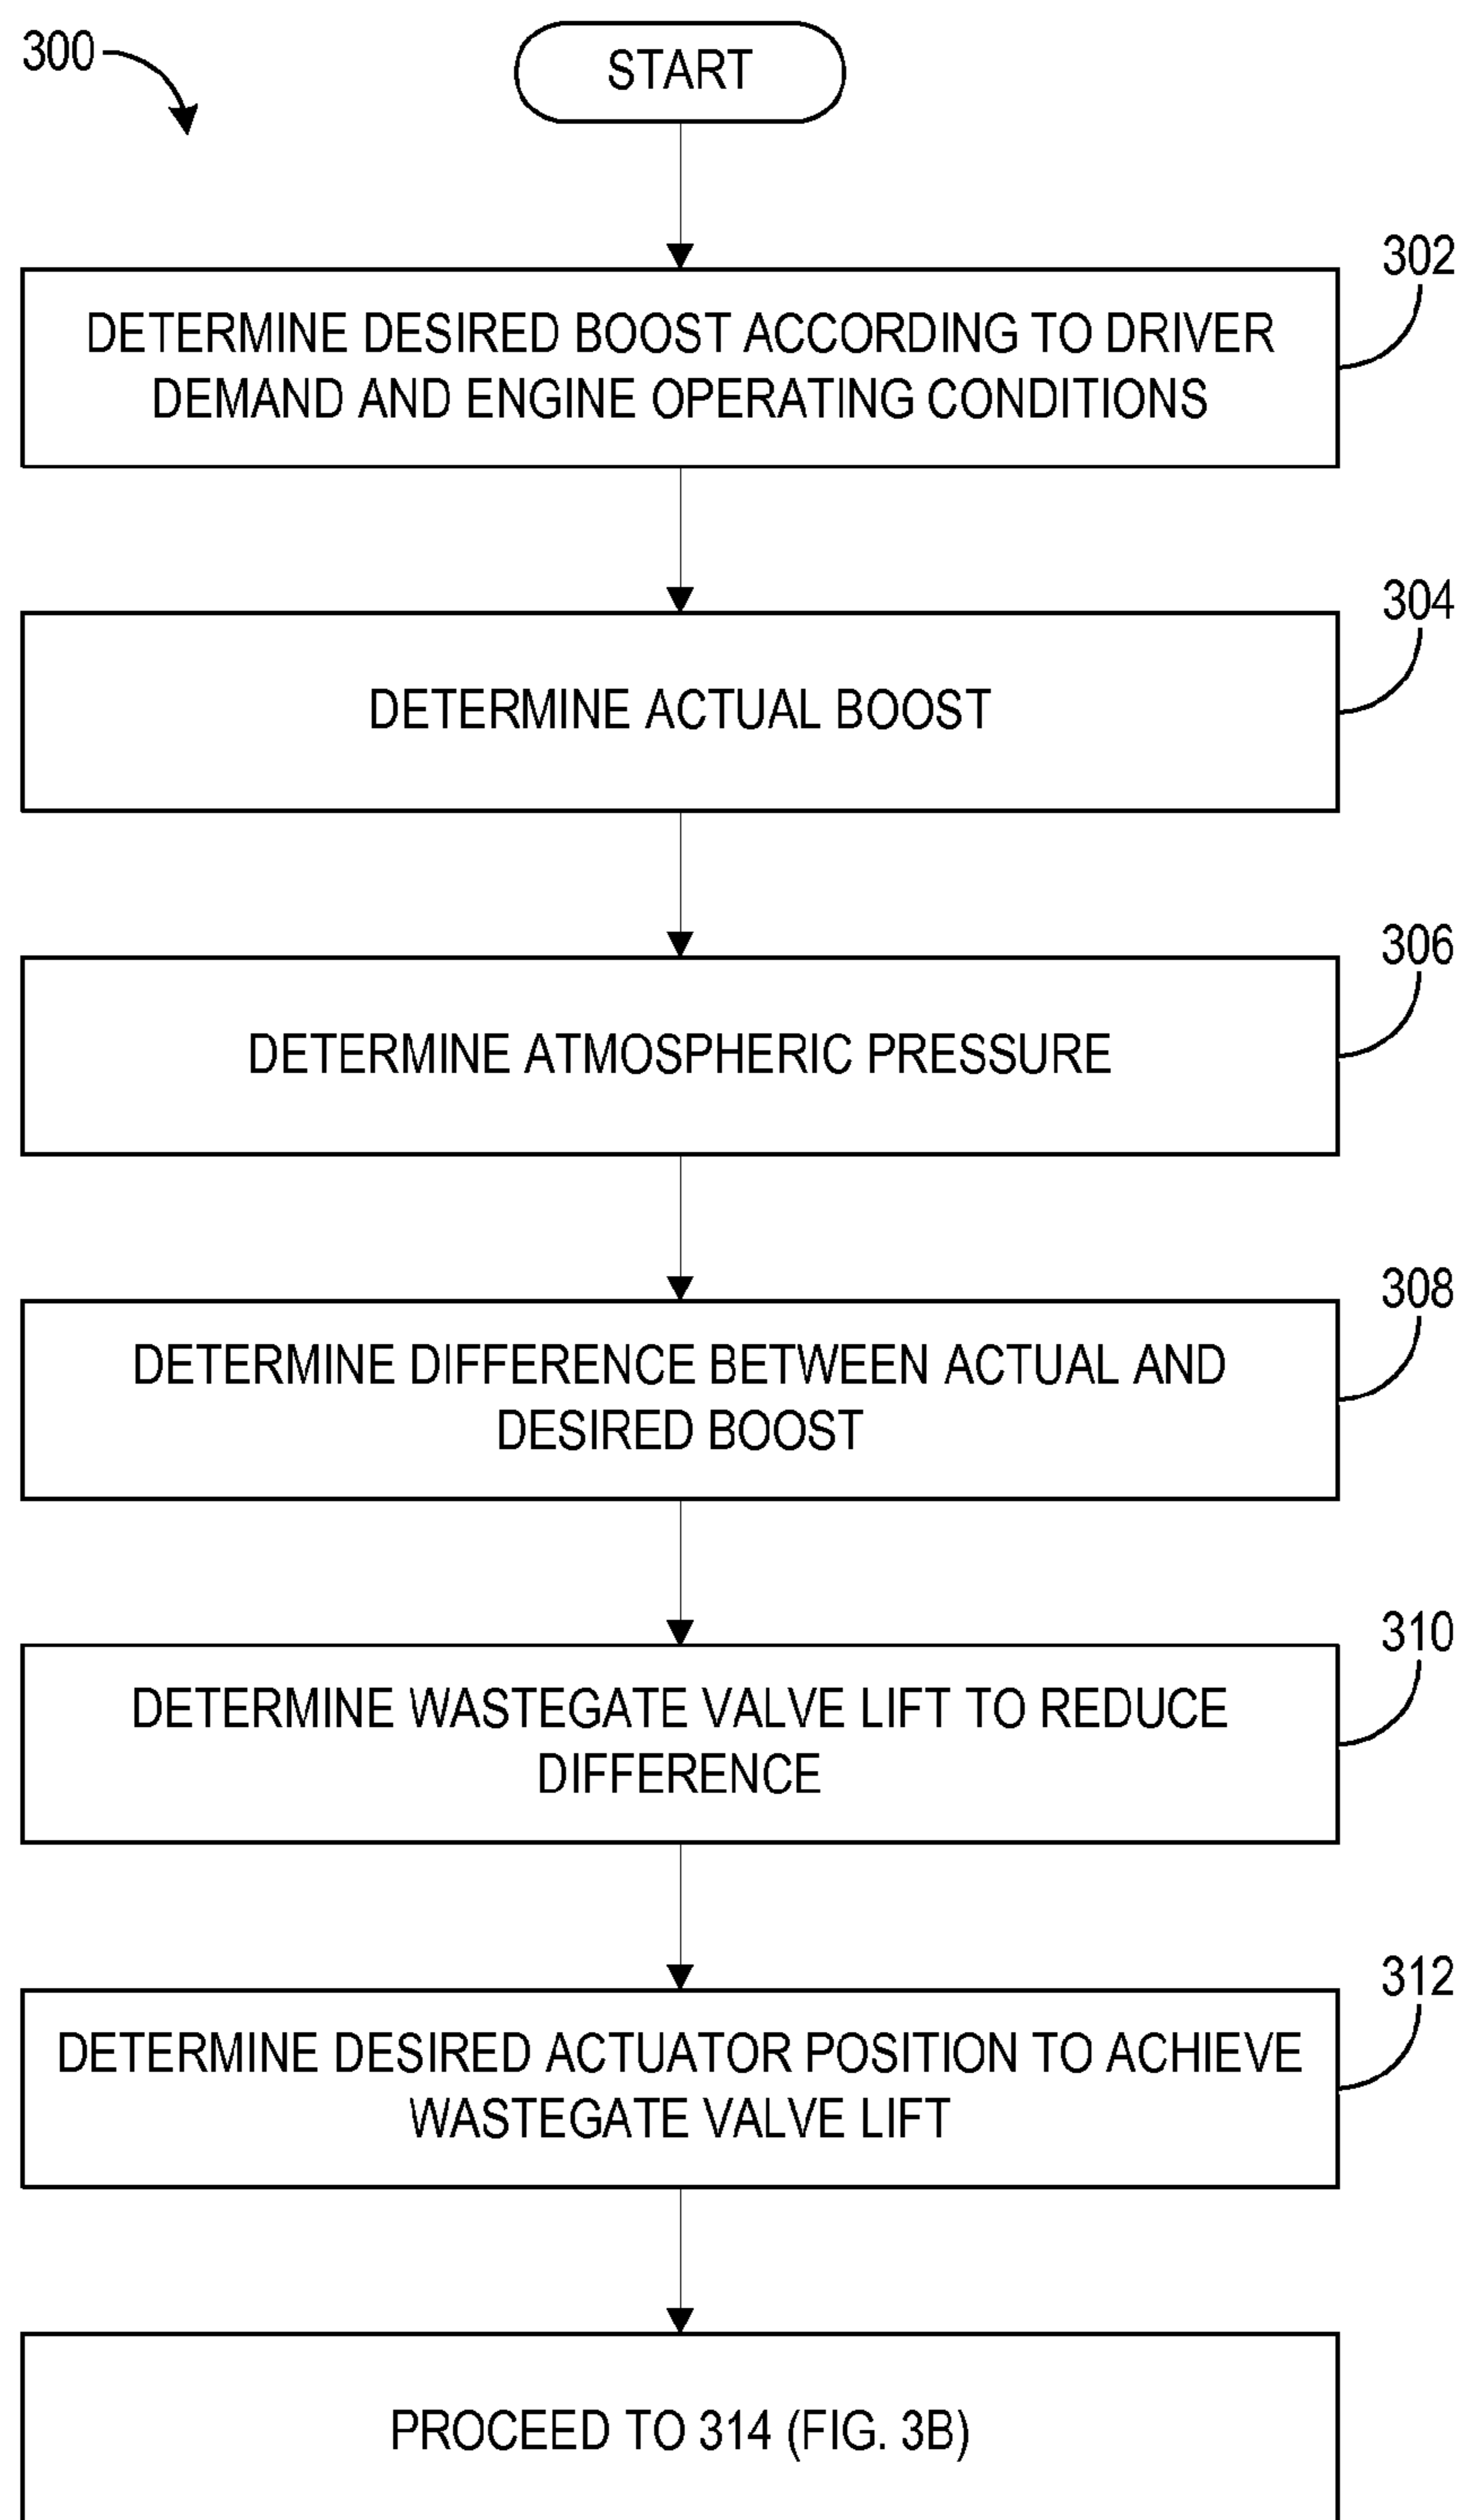 300
START
302
DETERMINE DESIRED BOOST ACCORDING TO DRIVER
DEMAND AND ENGINE OPERATING CONDITIONS
304
DETERMINE ACTUAL BOOST
306
DETERMINE ATMOSPHERIC PRESSURE
308
DETERMINE DIFFERENCE BETWEEN ACTUAL AND
DESIRED BOOST
310
DETERMINE WASTEGATE VALVE LIFT TO REDUCE
DIFFERENCE
312
DETERMINE DESIRED ACTUATOR POSITION TO ACHIEVE
WASTEGATE VALVE LIFT
PROCEED TO 314 (FIG. 3B)